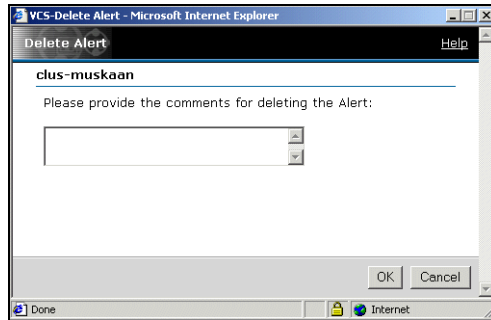 VCS-Delete Alert - Microsoft Internet Explorer
Delete Alert Help
clus-muskaan
Please provide the comments for deleting the Alert:
OK Cancel
Done Internet